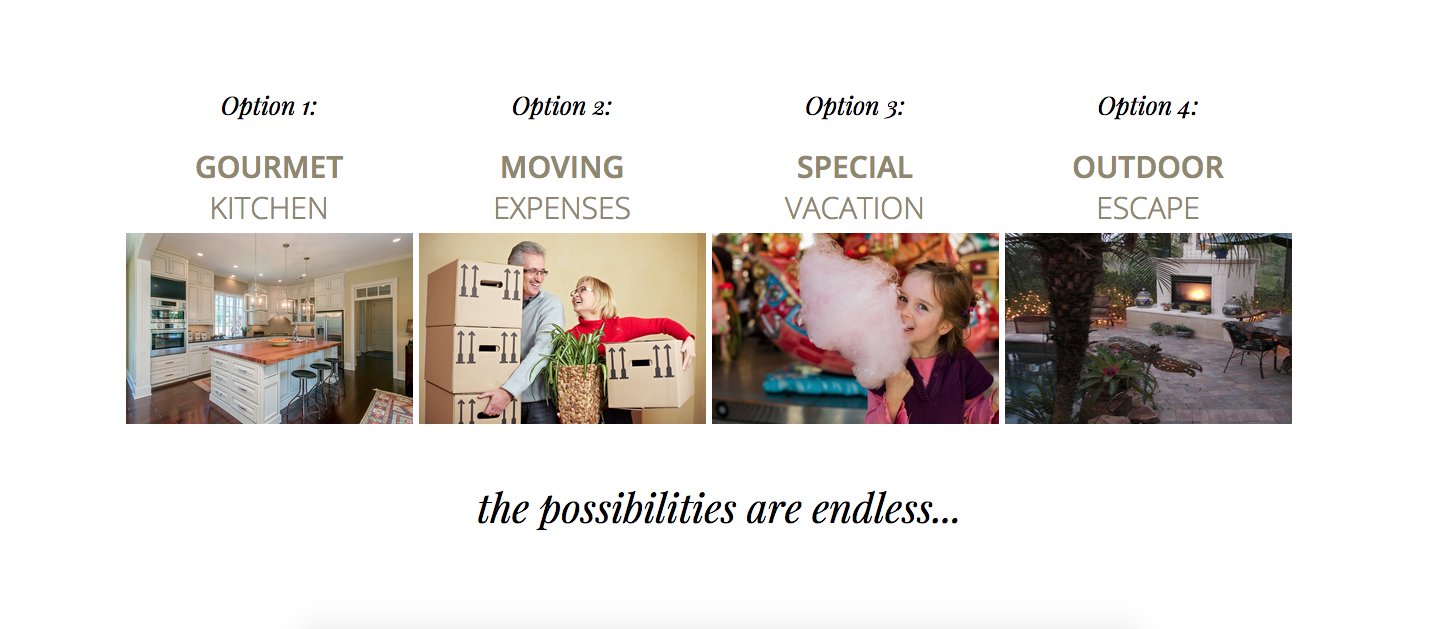 Option 1:
GOURMET
KITCHEN
Option 2:
MOVING
EXPENSES
Option 3:
SPECIAL
VACATION
Option 4:
OUTDOOR
ESCAPE
the possibilities are endless...